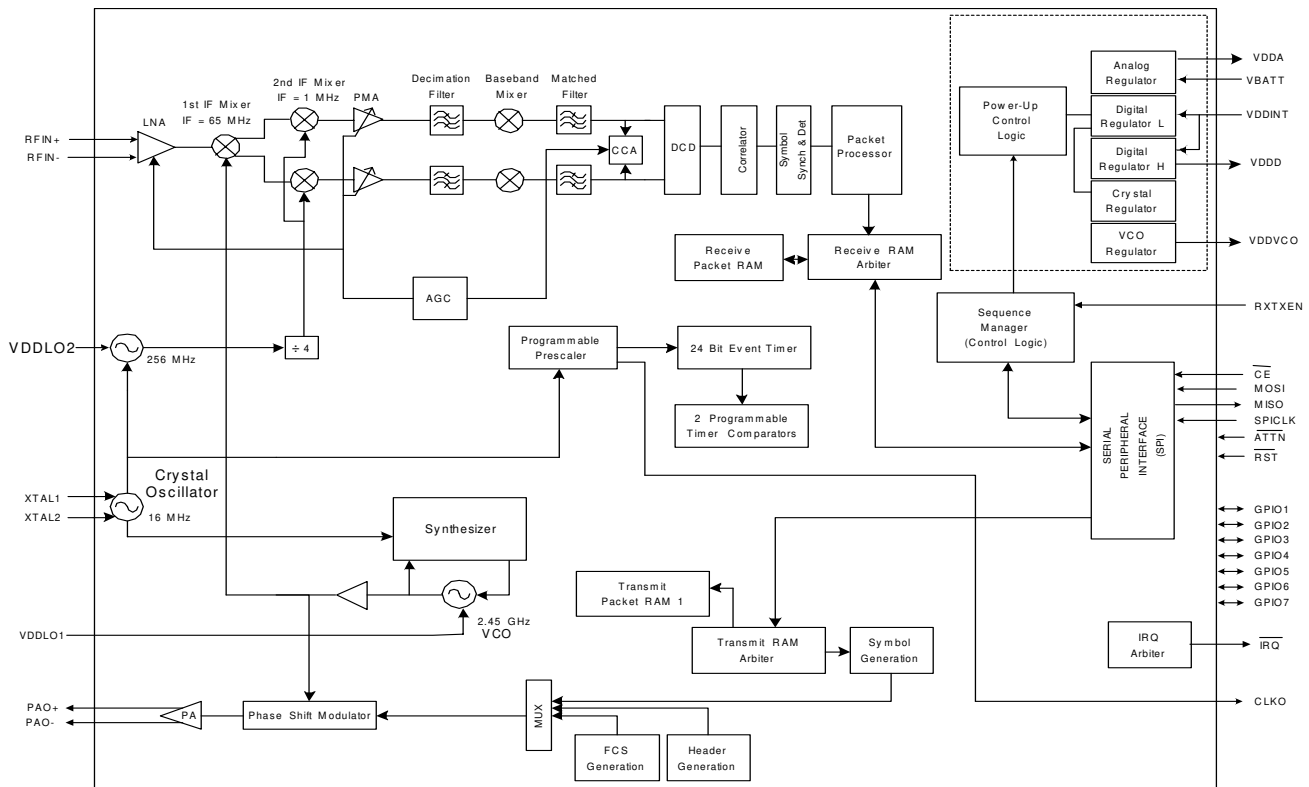 LNA
1st IF Mixer
IF = 65 MHz
2nd IF Mixer
IF = 1 MHz
PMA
Decimation
Filter
Baseband
Mixer
Matched
Filter
RFIN+
RFIN-
CCA
DCD
Correlator
Symbol
Synch & Det
Packet
Processor
Power-Up
Control
Logic
Analog
Regulator
Digital
Regulator L
Digital
Regulator H
Crystal
Regulator
VCO
Regulator
VDDA
VBATT
VDDINT
VDDD
VDDVCO
Receive
Packet RAM
Receive RAM
Arbiter
AGC
Sequence
Manager
(Control Logic)
RXTXEN
VDDLO2
256 MHz
÷ 4
Programmable
Prescaler
24 Bit Event Timer
2 Programmable
Timer Comparators
SERIAL
PERIPHERAL
INTERFACE
(SPI)
CE
MOSI
MISO
SPICLK
ATTN
RST
Crystal
Oscillator
XTAL1
XTAL2
16 MHz
Synthesizer
GPIO1
GPIO2
GPIO3
GPIO4
GPIO5
GPIO6
GPIO7
Transmit
Packet RAM 1
2.45 GHz
VCO
VDDLO1
Transmit RAM
Arbiter
Symbol
Generation
IRQ
Arbiter
IRQ
PAO+
PAO-
PA
Phase Shift Modulator
MUX
CLKO
FCS
Generation
Header
Generation